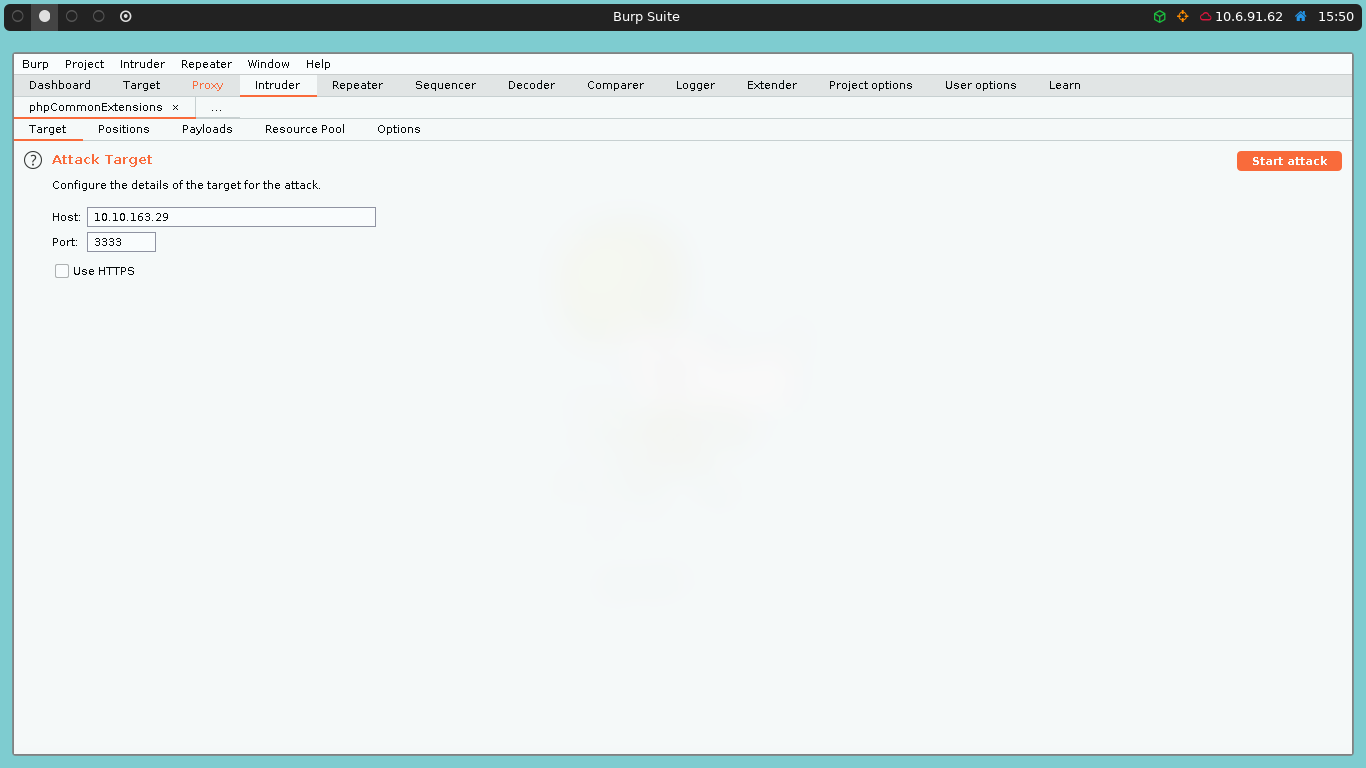 Burp Suite 10.6.91.62 15:50
Burp Project Intruder Repeater Window Help
Dashboard Target Proxy Intruder Repeater Sequencer Decoder Comparer Logger Extender Project options User options Learn
phpCommonExtensions × ...
Target Positions Payloads Resource Pool Options
? Attack Target Start attack
Configure the details of the target for the attack.
Host: 10.10.163.29
Port: 3333
Use HTTPS